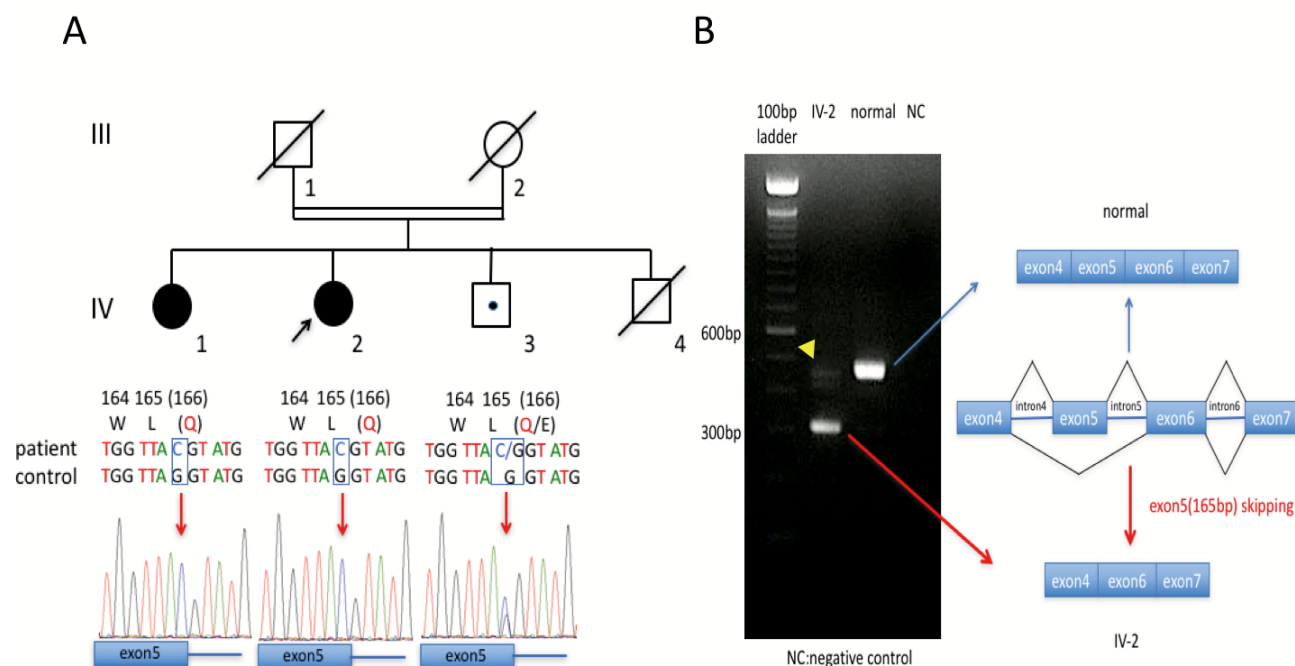 A
III
1
2
IV
1
2
3
4
164 165 (166)
W L (Q)
164 165 (166)
W L (Q)
164 165 (166)
W L (Q/E)
patient TGG TTA C GT ATG
TGG TTA C GT ATG
TGG TTA C/G GT ATG
control TGG TTA G GT ATG
TGG TTA G GT ATG
TGG TTA G GT ATG
exon5
exon5
exon5
B
100bp ladder
IV-2
normal
NC
600bp
300bp
NC:negative control
normal
exon4 exon5 exon6 exon7
intron4 intron5 intron6
exon4 exon5 exon6 exon7
exon5(165bp) skipping
exon4 exon6 exon7
IV-2